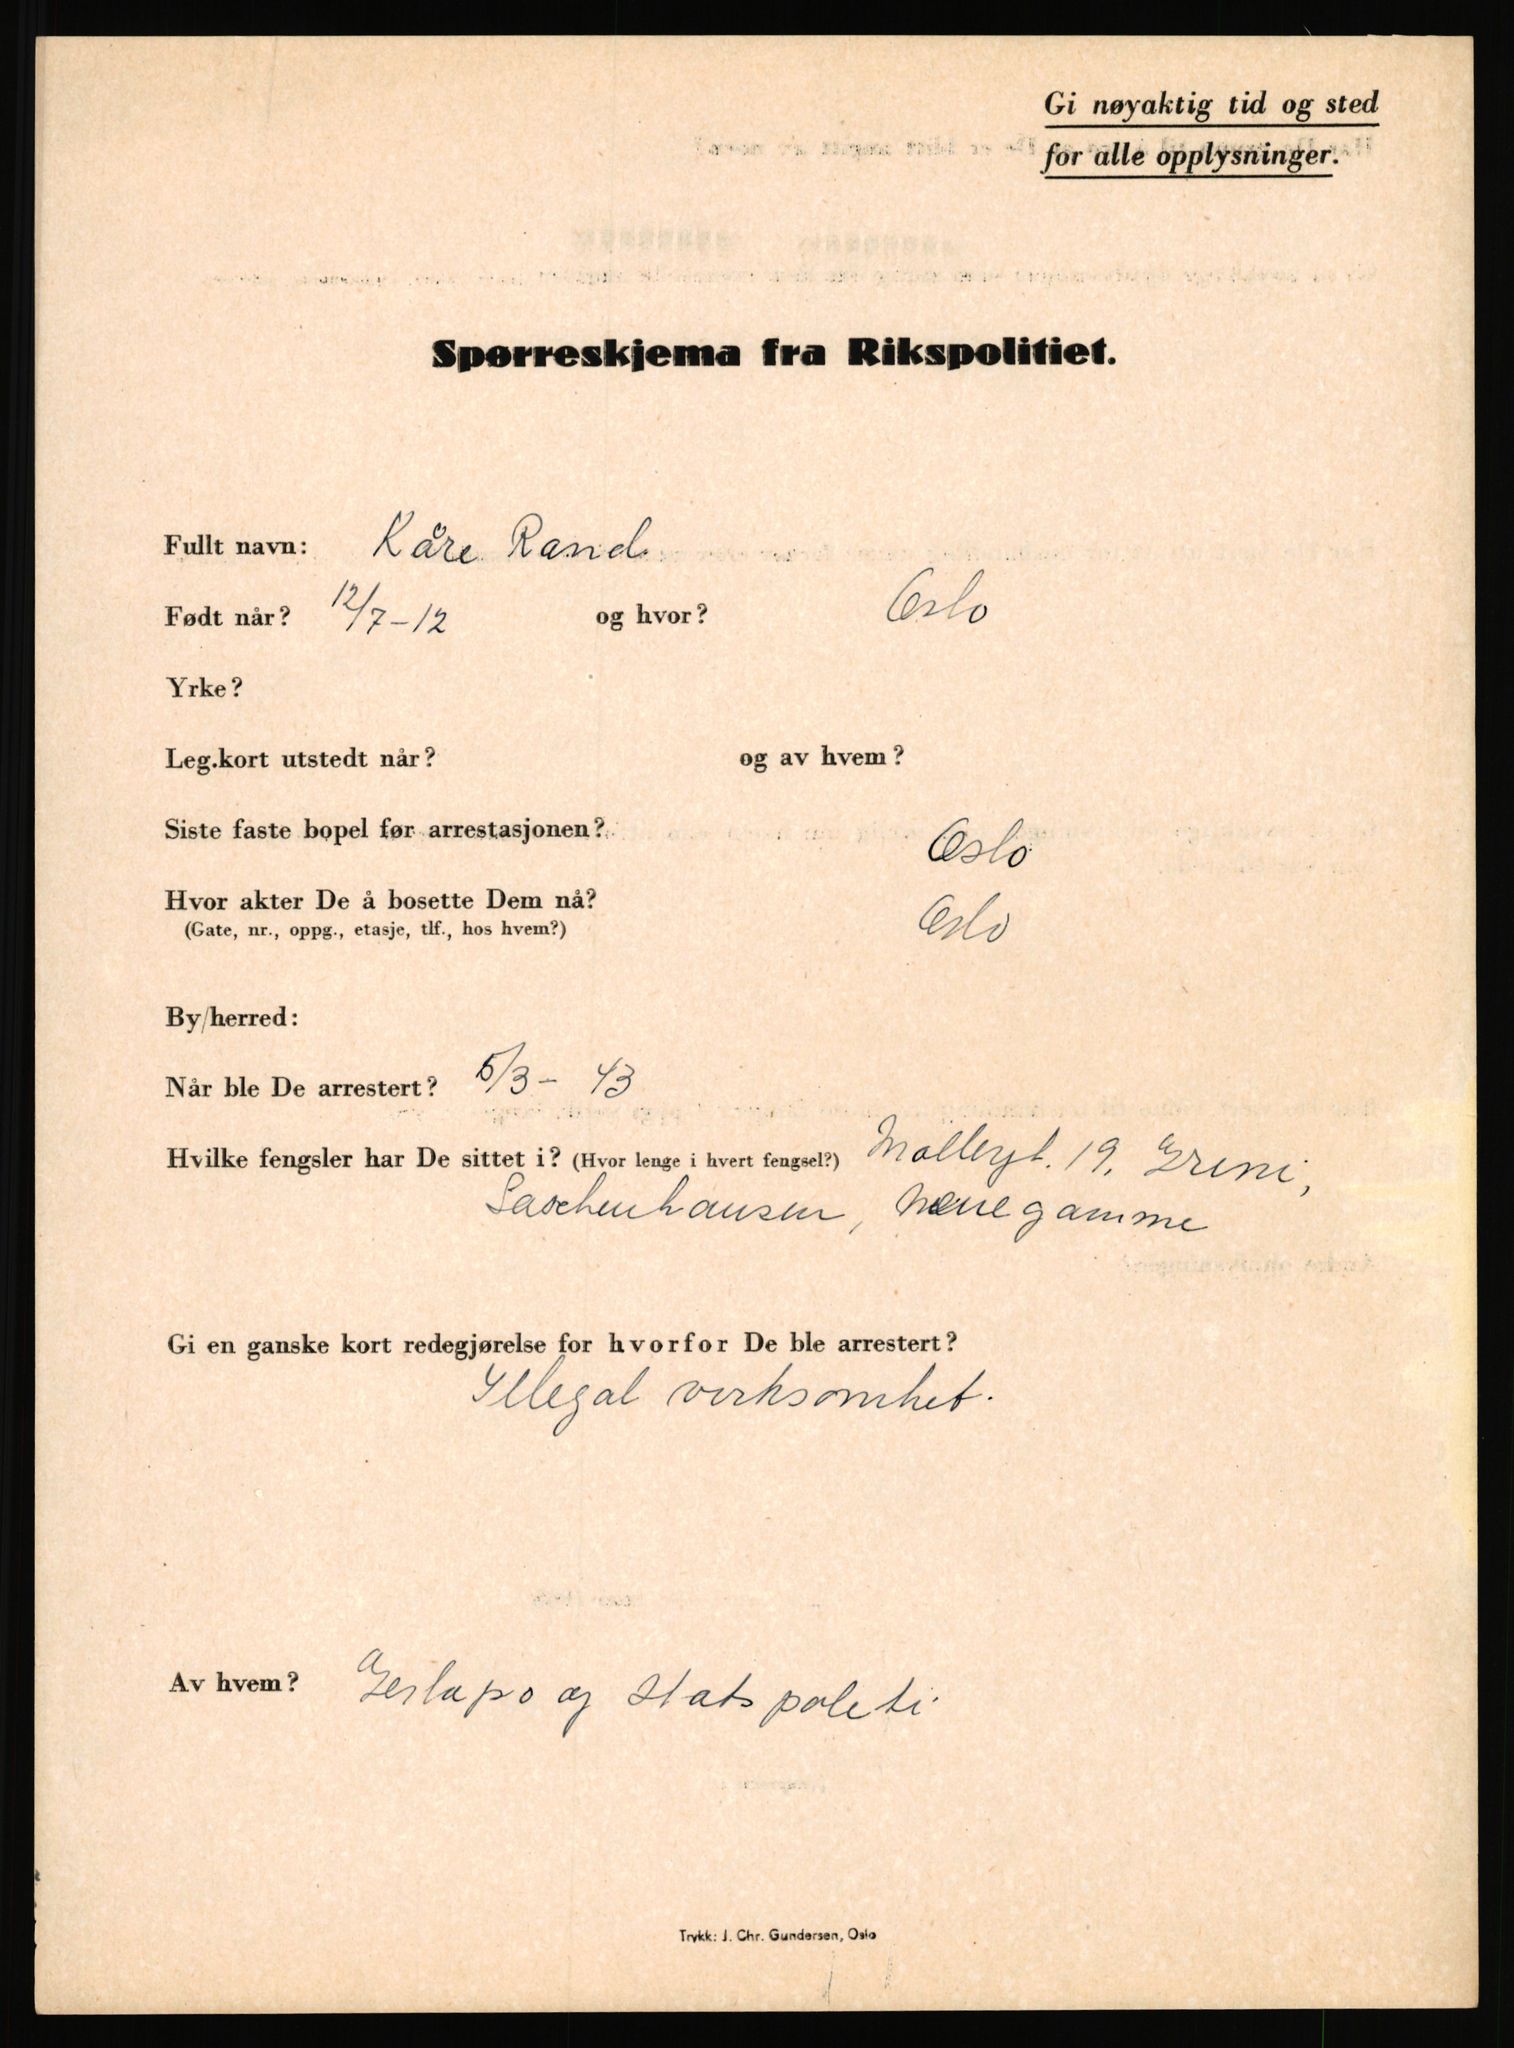 Gi nøyaktig tid og sted
for alle opplysninger.
Spørreskjema fra Rikspolitiet.
Fullt navn: Kåre Rand.
Født når? 12/7-12 og hvor? Oslo
Yrke?
Leg.kort utstedt når? og av hvem?
Siste faste bopel før arrestasjonen? Oslo
Hvor akter De å bosette Dem nå? Oslo
(Gate, nr., oppg., etasje, tlf., hos hvem?)
By/herred:
Når ble De arrestert? 5/3-43
Hvilke fengsler har De sittet i? (Hvor lenge i hvert fengsel?) Møllergt. 19, Grini,
Sachenhausen, Neuegamme
Gi en ganske kort redegjørelse for hvorfor De ble arrestert?
Illegal virksomhet.
Av hvem? Gestapo og Statspoleti
Trykk: J. Chr. Gundersen, Oslo